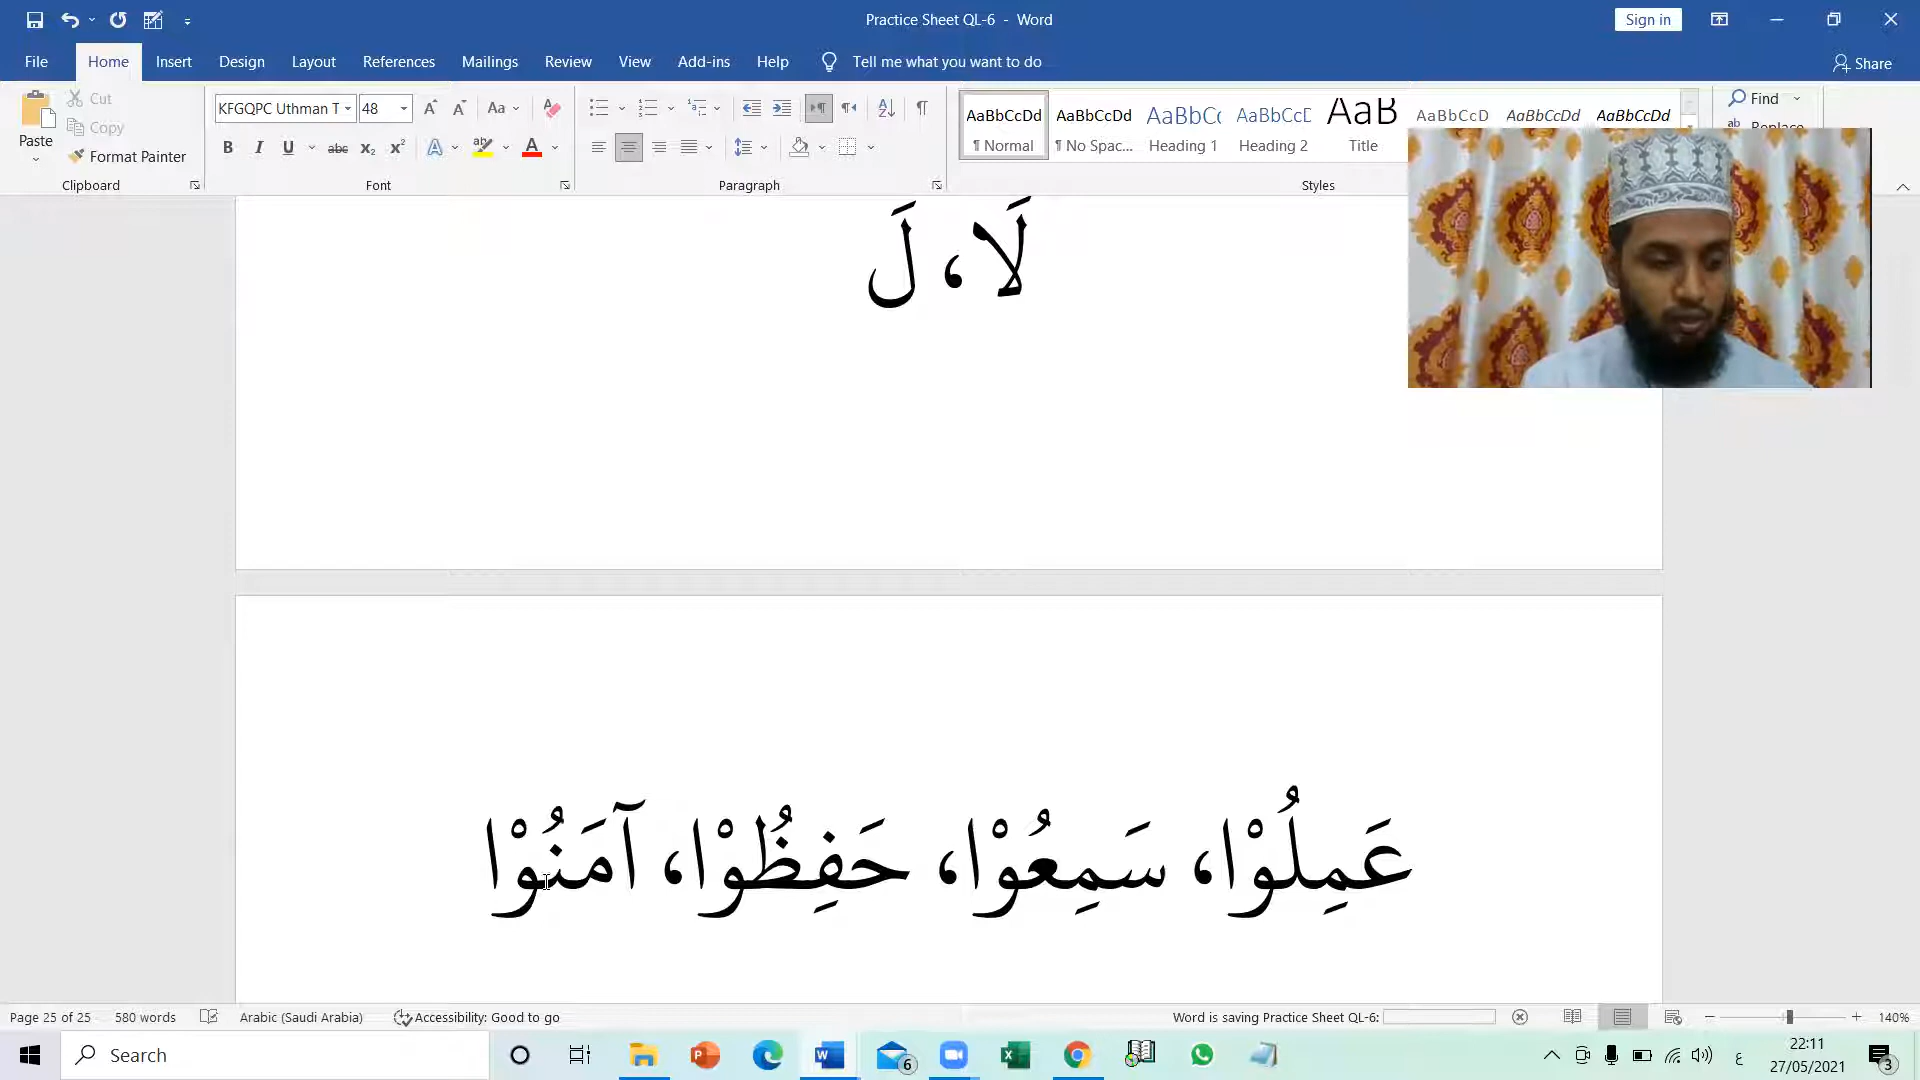 Practice Sheet QL-6 - Word
Sign in
File Home Insert Design Layout References Mailings Review View Add-ins Help Tell me what you want to do
Share
Paste
Cut
Copy
Format Painter
Clipboard
KFGQPC Uthman T 48
Font
Paragraph
AaBbCcDd AaBbCcDd AaBbCc AaBbCcD AaB AaBbCcD AaBbCcDd AaBbCcDd
¶ Normal ¶ No Spac... Heading 1 Heading 2 Title
Styles
Find
Replace
لَا، لَ
عَمِلُوْا، سَمِعُوْا، حَفِظُوْا، آمَنُوْا
Page 25 of 25 580 words Arabic (Saudi Arabia) Accessibility: Good to go Word is saving Practice Sheet QL-6: 140%
Search
6
ع
22:11
27/05/2021
3